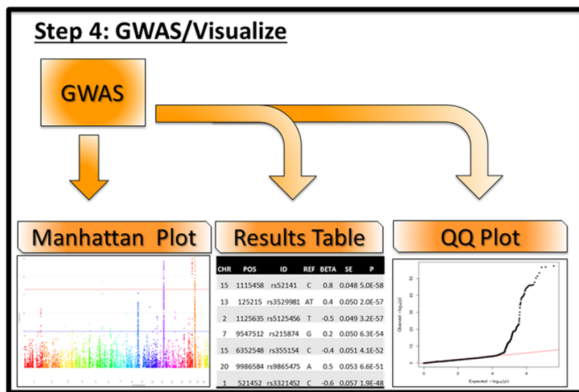 Step 4: GWAS/Visualize
GWAS
Manhattan Plot
Results Table
QQ Plot
CHR POS ID REF BETA SE P
15 1115458 rs52141 C 0.8 0.048 5.0E-58
13 125215 rs3529981 AT 0.4 0.050 2.0E-57
2 1125635 rs5125456 T -0.5 0.049 3.2E-57
7 9547512 rs215874 G 0.2 0.050 6.3E-54
15 6352548 rs355154 C -0.4 0.051 4.1E-52
20 9986584 rs9865475 A 0.5 0.053 6.6E-51
1 521452 rs3321452 C -0.6 0.057 1.9E-48